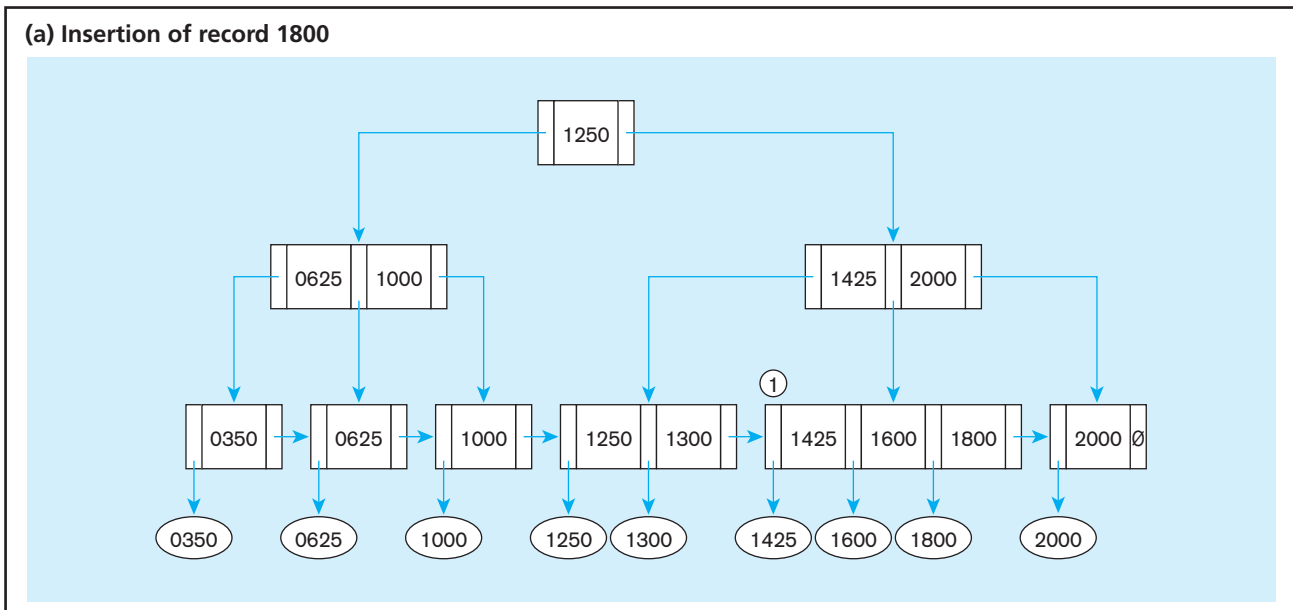 (a) Insertion of record 1800
1250
0625 1000 1425 2000
1
0350 0625 1000 1250 1300 1425 1600 1800 2000 Ø
0350 0625 1000 1250 1300 1425 1600 1800 2000